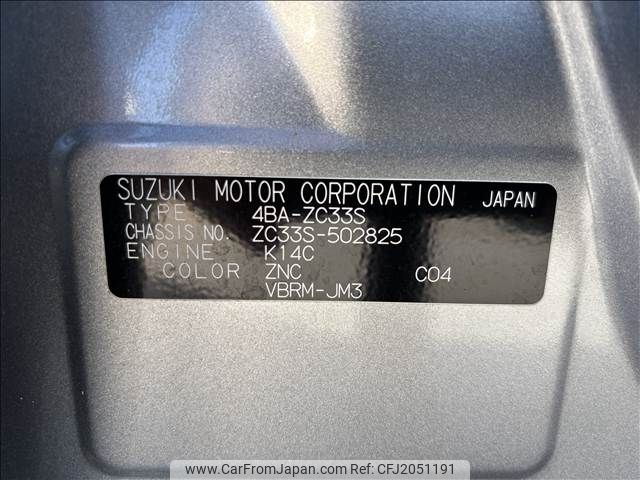 SUZUKI MOTOR CORPORATION JAPAN
TYPE 4BA-ZC33S
CHASSIS NO. ZC33S-502825
ENGINE K14C
COLOR ZNC C04
VBRM-JM3
www.CarFromJapan.com - CFJ2051191